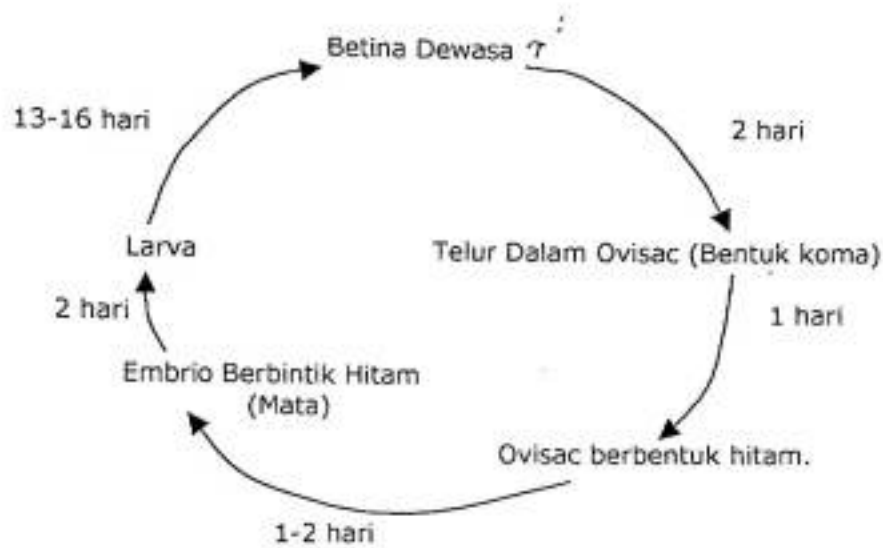 Betina Dewasa
13-16 hari
2 hari
Larva
Telur Dalam Ovisac (Bentuk koma)
2 hari
1 hari
Embrio Berbintik Hitam
(Mata)
Ovisac berbentuk hitam.
1-2 hari